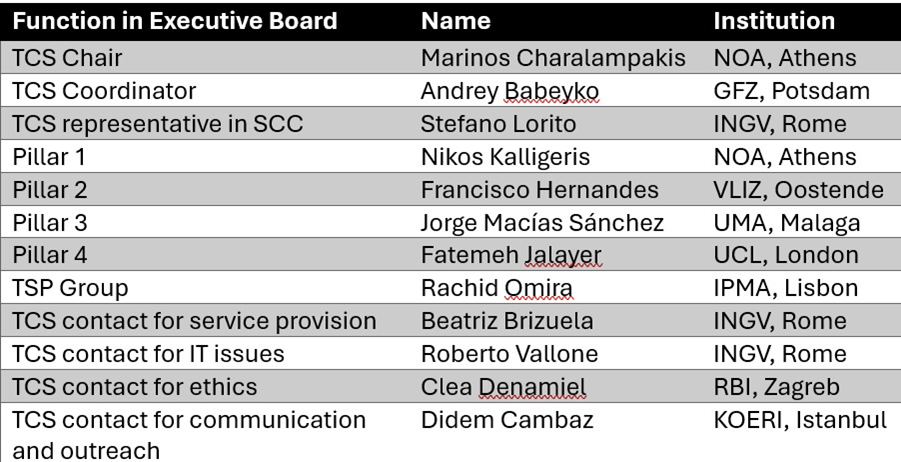 Function in Executive Board Name Institution
TCS Chair Marinos Charalampakis NOA, Athens
TCS Coordinator Andrey Babeyko GFZ, Potsdam
TCS representative in SCC Stefano Lorito INGV, Rome
Pillar 1 Nikos Kalligeris NOA, Athens
Pillar 2 Francisco Hernandes VLIZ, Oostende
Pillar 3 Jorge Macías Sánchez UMA, Malaga
Pillar 4 Fatemeh Jalayer UCL, London
TSP Group Rachid Omira IPMA, Lisbon
TCS contact for service provision Beatriz Brizuela INGV, Rome
TCS contact for IT issues Roberto Vallone INGV, Rome
TCS contact for ethics Clea Denamiel RBI, Zagreb
TCS contact for communication Didem Cambaz KOERI, Istanbul
and outreach